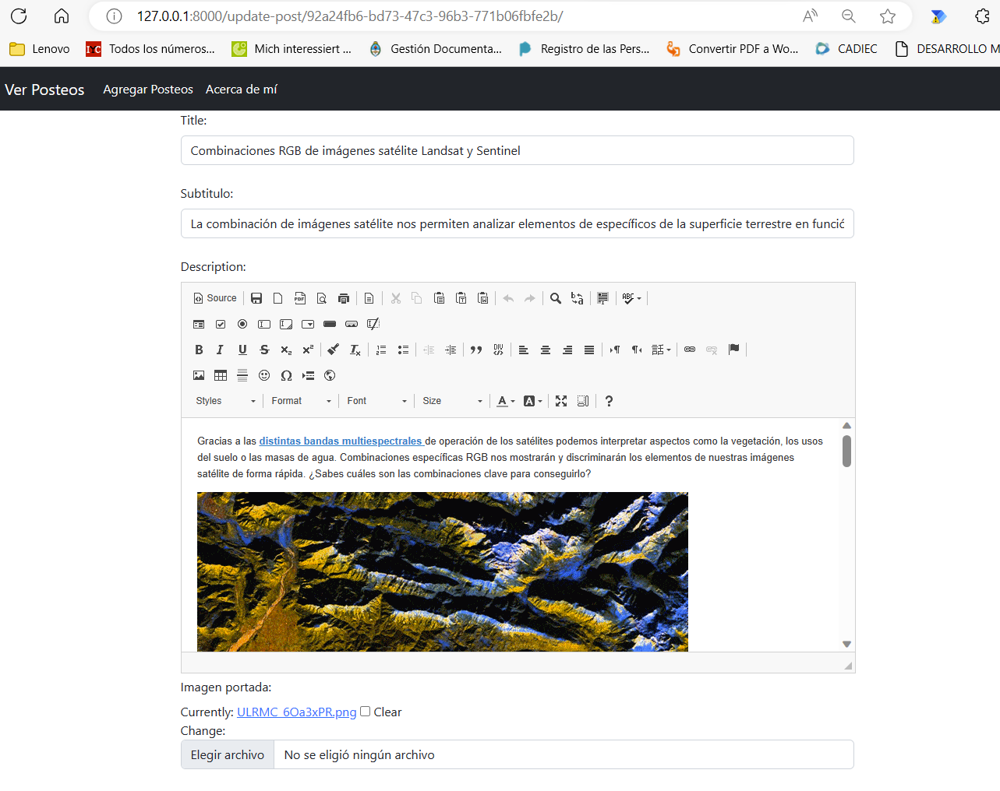 127.0.0.1:8000/update-post/92a24fb6-bd73-47c3-96b3-771b06fbfe2b/
Lenovo
Todos los números...
Mich interessiert ...
Gestión Documenta...
Registro de las Pers...
Convertir PDF a Wo...
CADIEC
DESARROLLO M
Ver Posteos Agregar Posteos Acerca de mí
Title:
Combinaciones RGB de imágenes satélite Landsat y Sentinel
Subtitulo:
La combinación de imágenes satélite nos permiten analizar elementos de específicos de la superficie terrestre en funció
Description:
Source
Styles Format Font Size
Gracias a las distintas bandas multiespectrales de operación de los satélites podemos interpretar aspectos como la vegetación, los usos
del suelo o las masas de agua. Combinaciones específicas RGB nos mostrarán y discriminarán los elementos de nuestras imágenes
satélite de forma rápida. ¿Sabes cuáles son las combinaciones clave para conseguirlo?
Imagen portada:
Currently: ULRMC_6Oa3xPR.png Clear
Change:
Elegir archivo No se eligió ningún archivo